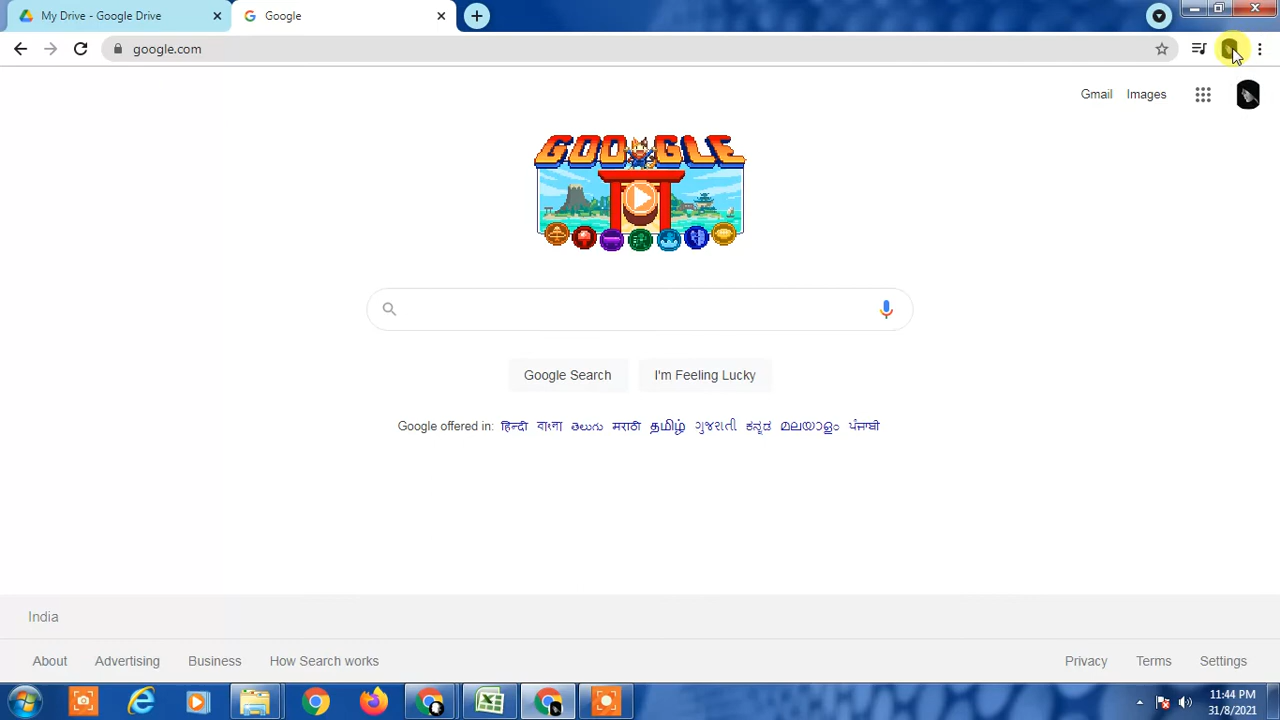 My Drive - Google Drive
Google
google.com
Gmail Images
GOOGLE
Google Search I'm Feeling Lucky
Google offered in: हिन्दी বাংলা తెలుగు मराठी தமிழ் ગુજરાતી ಕನ್ನಡ മലയാളം ਪੰਜਾਬੀ
India
About Advertising Business How Search works Privacy Terms Settings
11:44 PM
31/8/2021